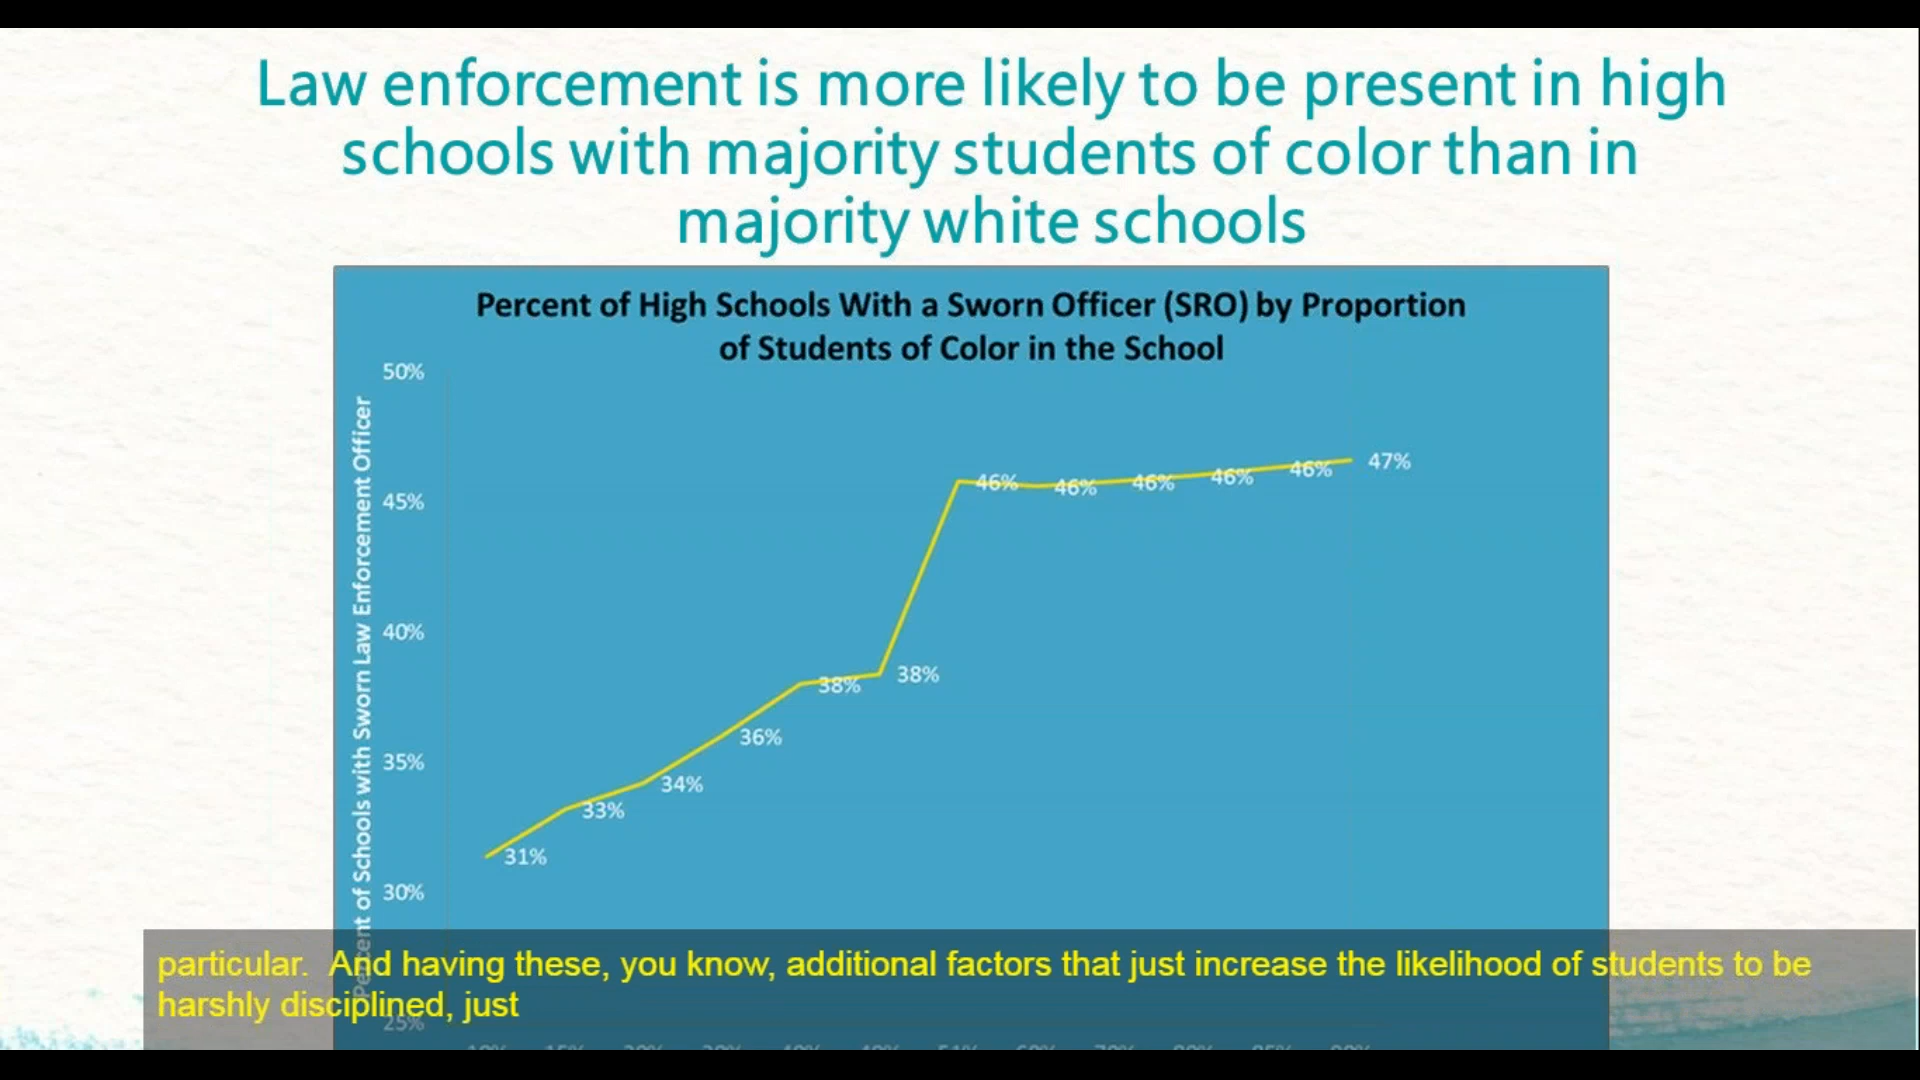 Law enforcement is more likely to be present in high
schools with majority students of color than in
majority white schools
Percent of High Schools With a Sworn Officer (SRO) by Proportion
of Students of Color in the School
Percent of Schools with Sworn Law Enforcement Officer
50%
45%
40%
35%
30%
25%
31%
33%
34%
36%
38%
38%
46%
46%
46%
46%
46%
47%
particular. And having these, you know, additional factors that just increase the likelihood of students to be
harshly disciplined, just